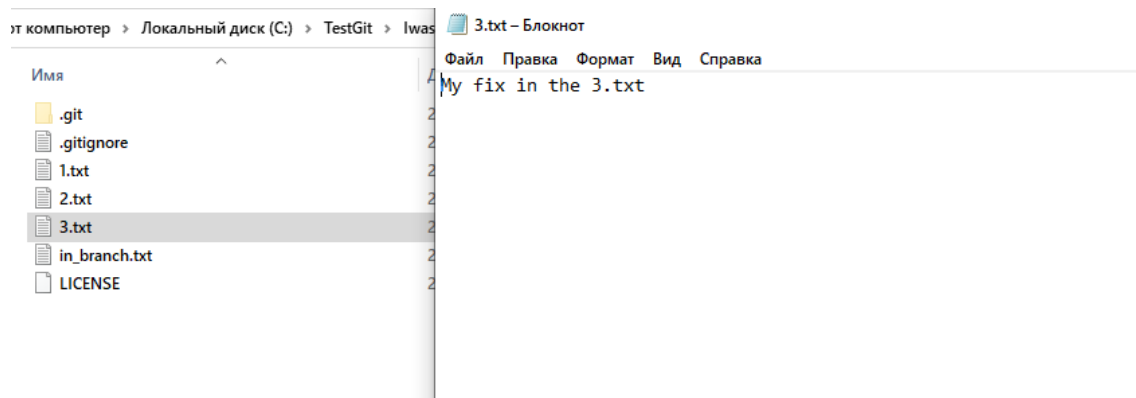 компьютер › Локальный диск (C:) › TestGit › Iwas
Имя
.git
.gitignore
1.txt
2.txt
3.txt
in_branch.txt
LICENSE
3.txt – Блокнот
Файл Правка Формат Вид Справка
My fix in the 3.txt